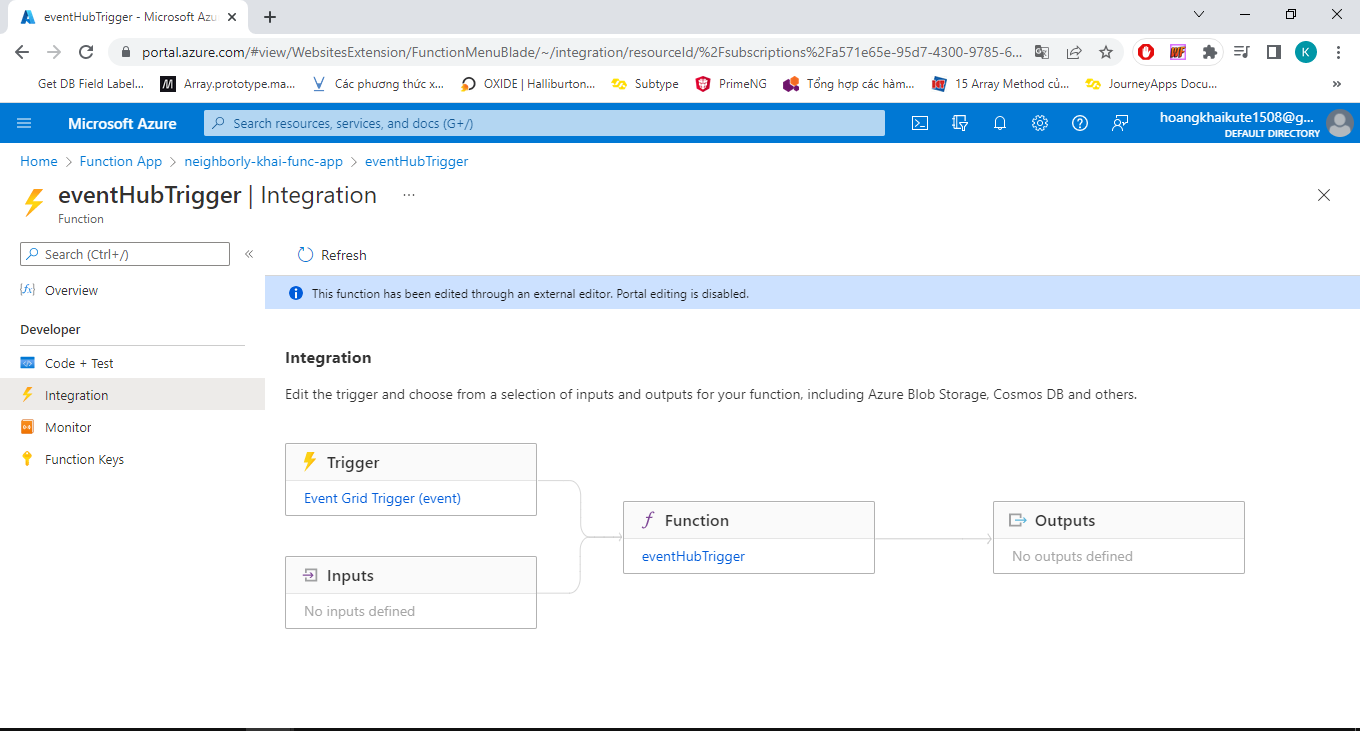 eventHubTrigger - Microsoft Azu
portal.azure.com/#view/WebsitesExtension/FunctionMenuBlade/~/integration/resourceId/%2Fsubscriptions%2Fa571e65e-95d7-4300-9785-6...
Get DB Field Label...
Array.prototype.ma...
Các phương thức x...
OXIDE | Halliburton...
Subtype
PrimeNG
Tổng hợp các hàm...
15 Array Method củ...
JourneyApps Docu...
»
Microsoft Azure
Search resources, services, and docs (G+/)
hoangkhaikute1508@g...
DEFAULT DIRECTORY
Home > Function App > neighborly-khai-func-app > eventHubTrigger
eventHubTrigger | Integration ...
Function
Search (Ctrl+/)
«
Refresh
Overview
This function has been edited through an external editor. Portal editing is disabled.
Developer
Code + Test
Integration
Monitor
Function Keys
Integration
Edit the trigger and choose from a selection of inputs and outputs for your function, including Azure Blob Storage, Cosmos DB and others.
Trigger
Event Grid Trigger (event)
Inputs
No inputs defined
Function
eventHubTrigger
Outputs
No outputs defined